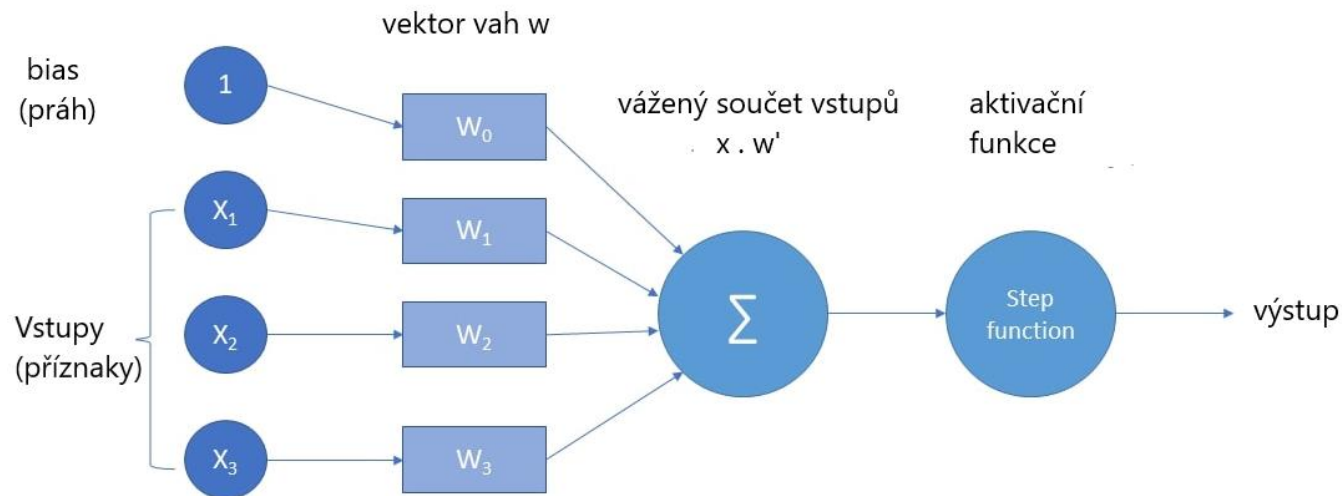 vektor vah w
bias
(práh)
1
W0
vážený součet vstupů
x . w'
aktivační
funkce
Vstupy
(příznaky)
X1
W1
X2
W2
X3
W3
∑
Step
function
výstup